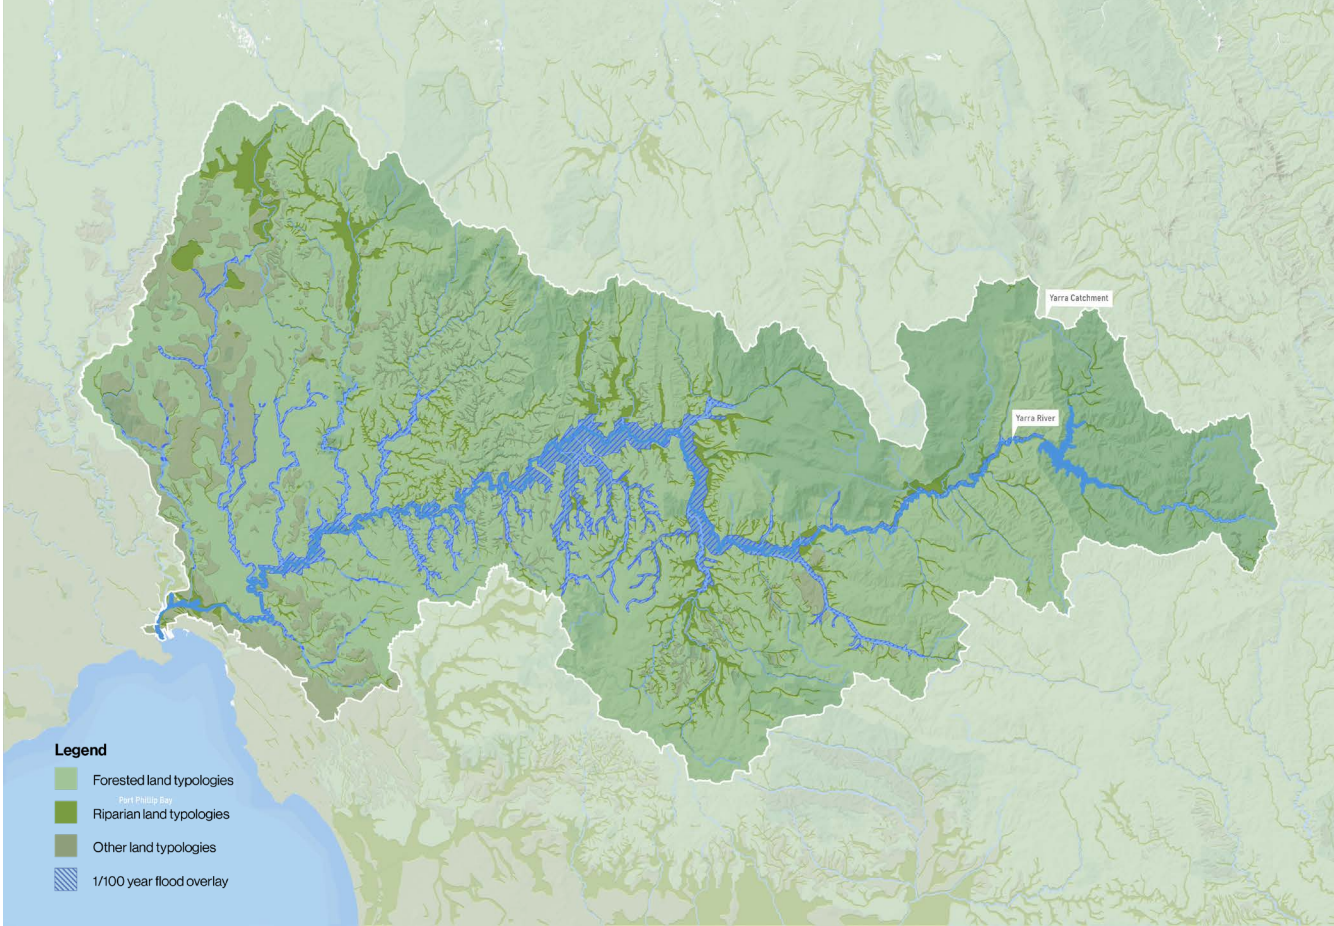 Yarra Catchment
Yarra River
Legend
Forested land typologies
Port Phillip Bay
Riparian land typologies
Other land typologies
1/100 year flood overlay